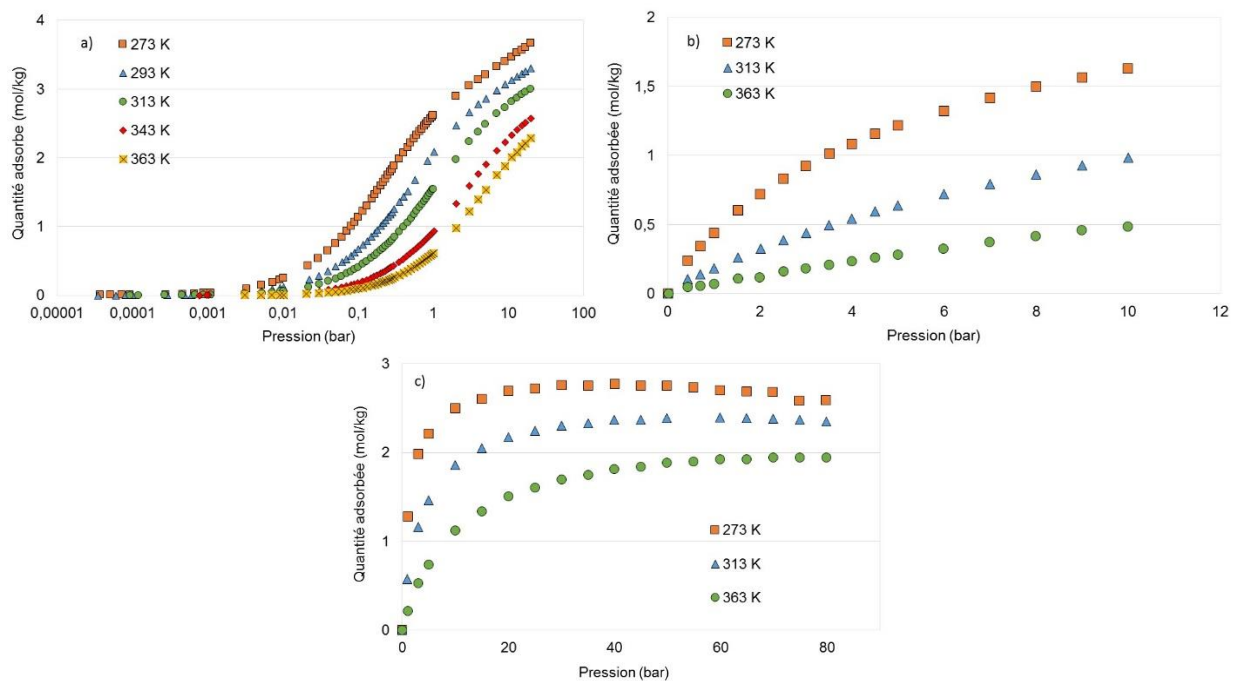 a)
273 K
293 K
313 K
343 K
363 K
Quantité adsorbe (mol/kg)
4
3
2
1
0
0,00001 0,0001 0,001 0,01 0,1 1 10 100
Pression (bar)
b)
273 K
313 K
363 K
Quantité adsorbée (mol/kg)
2
1,5
1
0,5
0
0 2 4 6 8 10 12
Pression (bar)
c)
Quantité adsorbée (mol/kg)
3
2
1
0
273 K
313 K
363 K
0 20 40 60 80
Pression (bar)